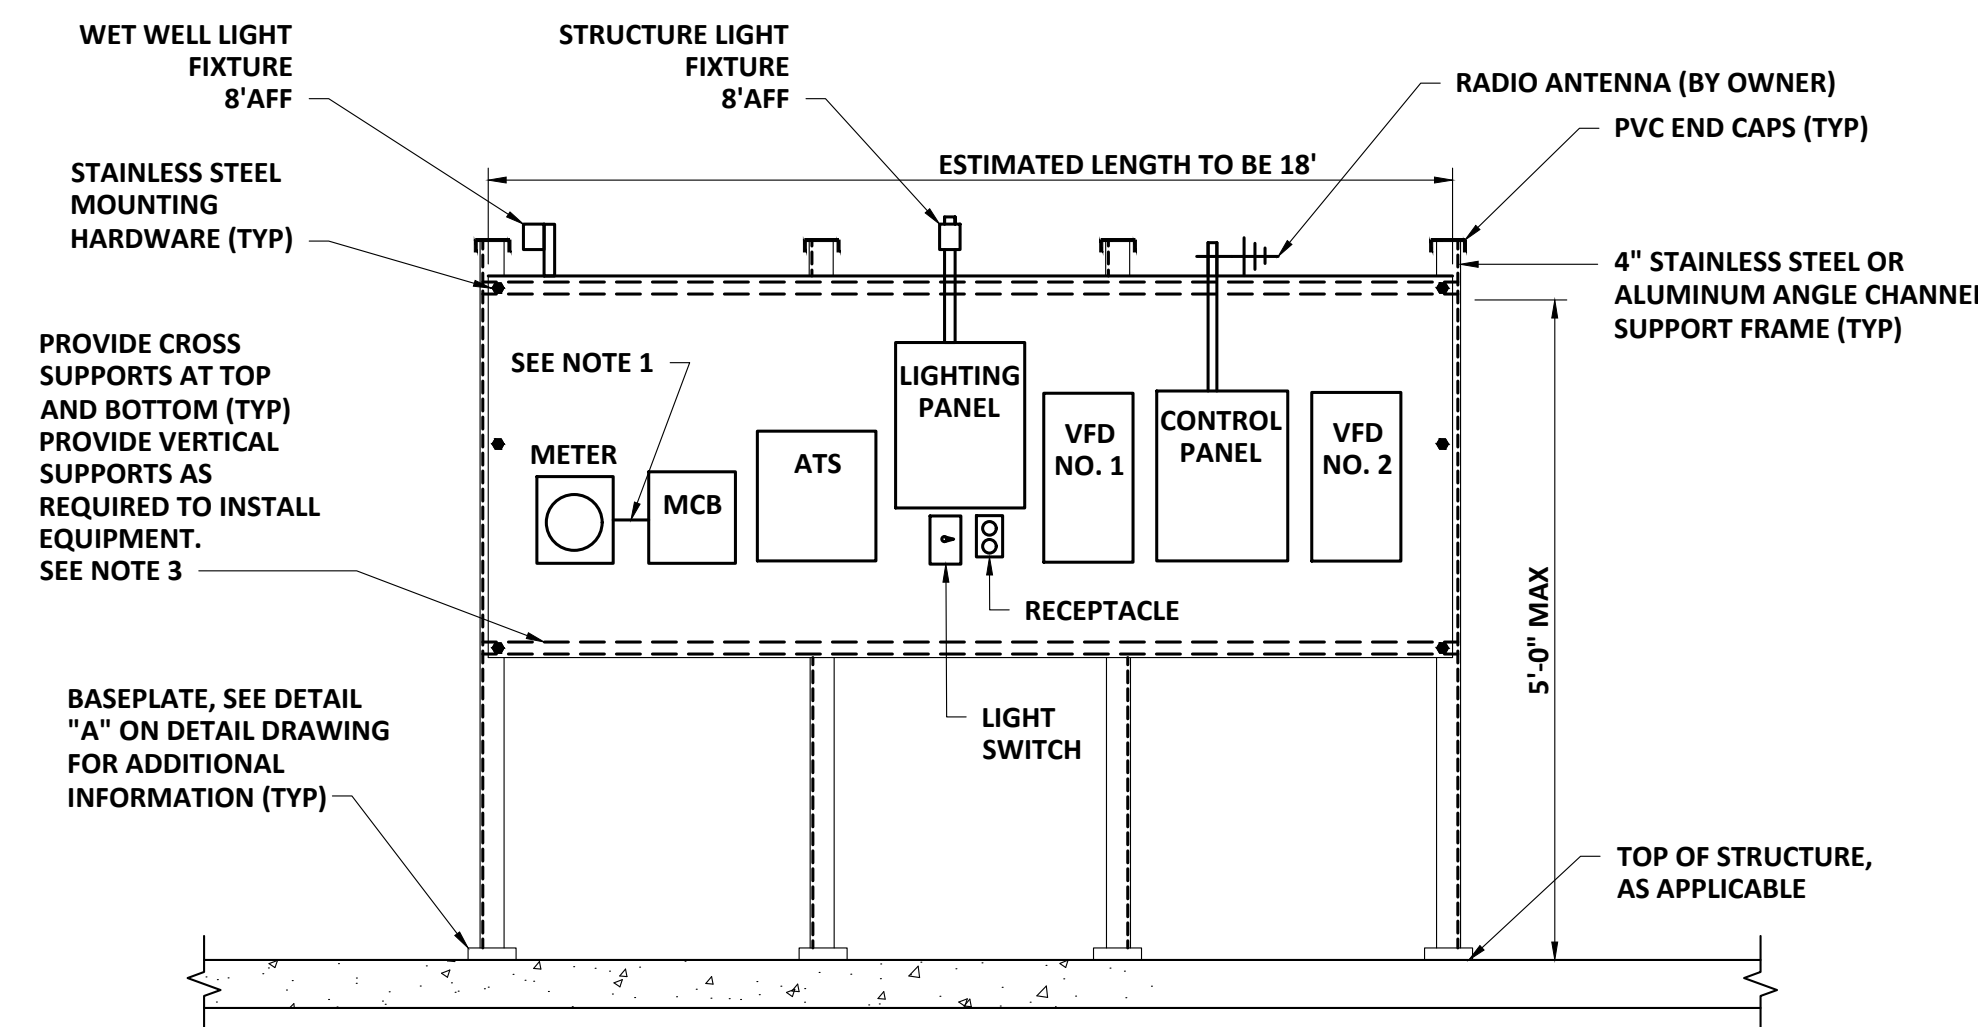 WET WELL LIGHT
FIXTURE
8'AFF
STRUCTURE LIGHT
FIXTURE
8'AFF
RADIO ANTENNA (BY OWNER)
PVC END CAPS (TYP)
ESTIMATED LENGTH TO BE 18'
STAINLESS STEEL
MOUNTING
HARDWARE (TYP)
4" STAINLESS STEEL OR
ALUMINUM ANGLE CHANNEL
SUPPORT FRAME (TYP)
PROVIDE CROSS
SUPPORTS AT TOP
AND BOTTOM (TYP)
PROVIDE VERTICAL
SUPPORTS AS
REQUIRED TO INSTALL
EQUIPMENT.
SEE NOTE 3
SEE NOTE 1
METER
MCB
ATS
LIGHTING
PANEL
VFD
NO. 1
CONTROL
PANEL
VFD
NO. 2
RECEPTACLE
LIGHT
SWITCH
5'-0" MAX
BASEPLATE, SEE DETAIL
"A" ON DETAIL DRAWING
FOR ADDITIONAL
INFORMATION (TYP)
TOP OF STRUCTURE,
AS APPLICABLE